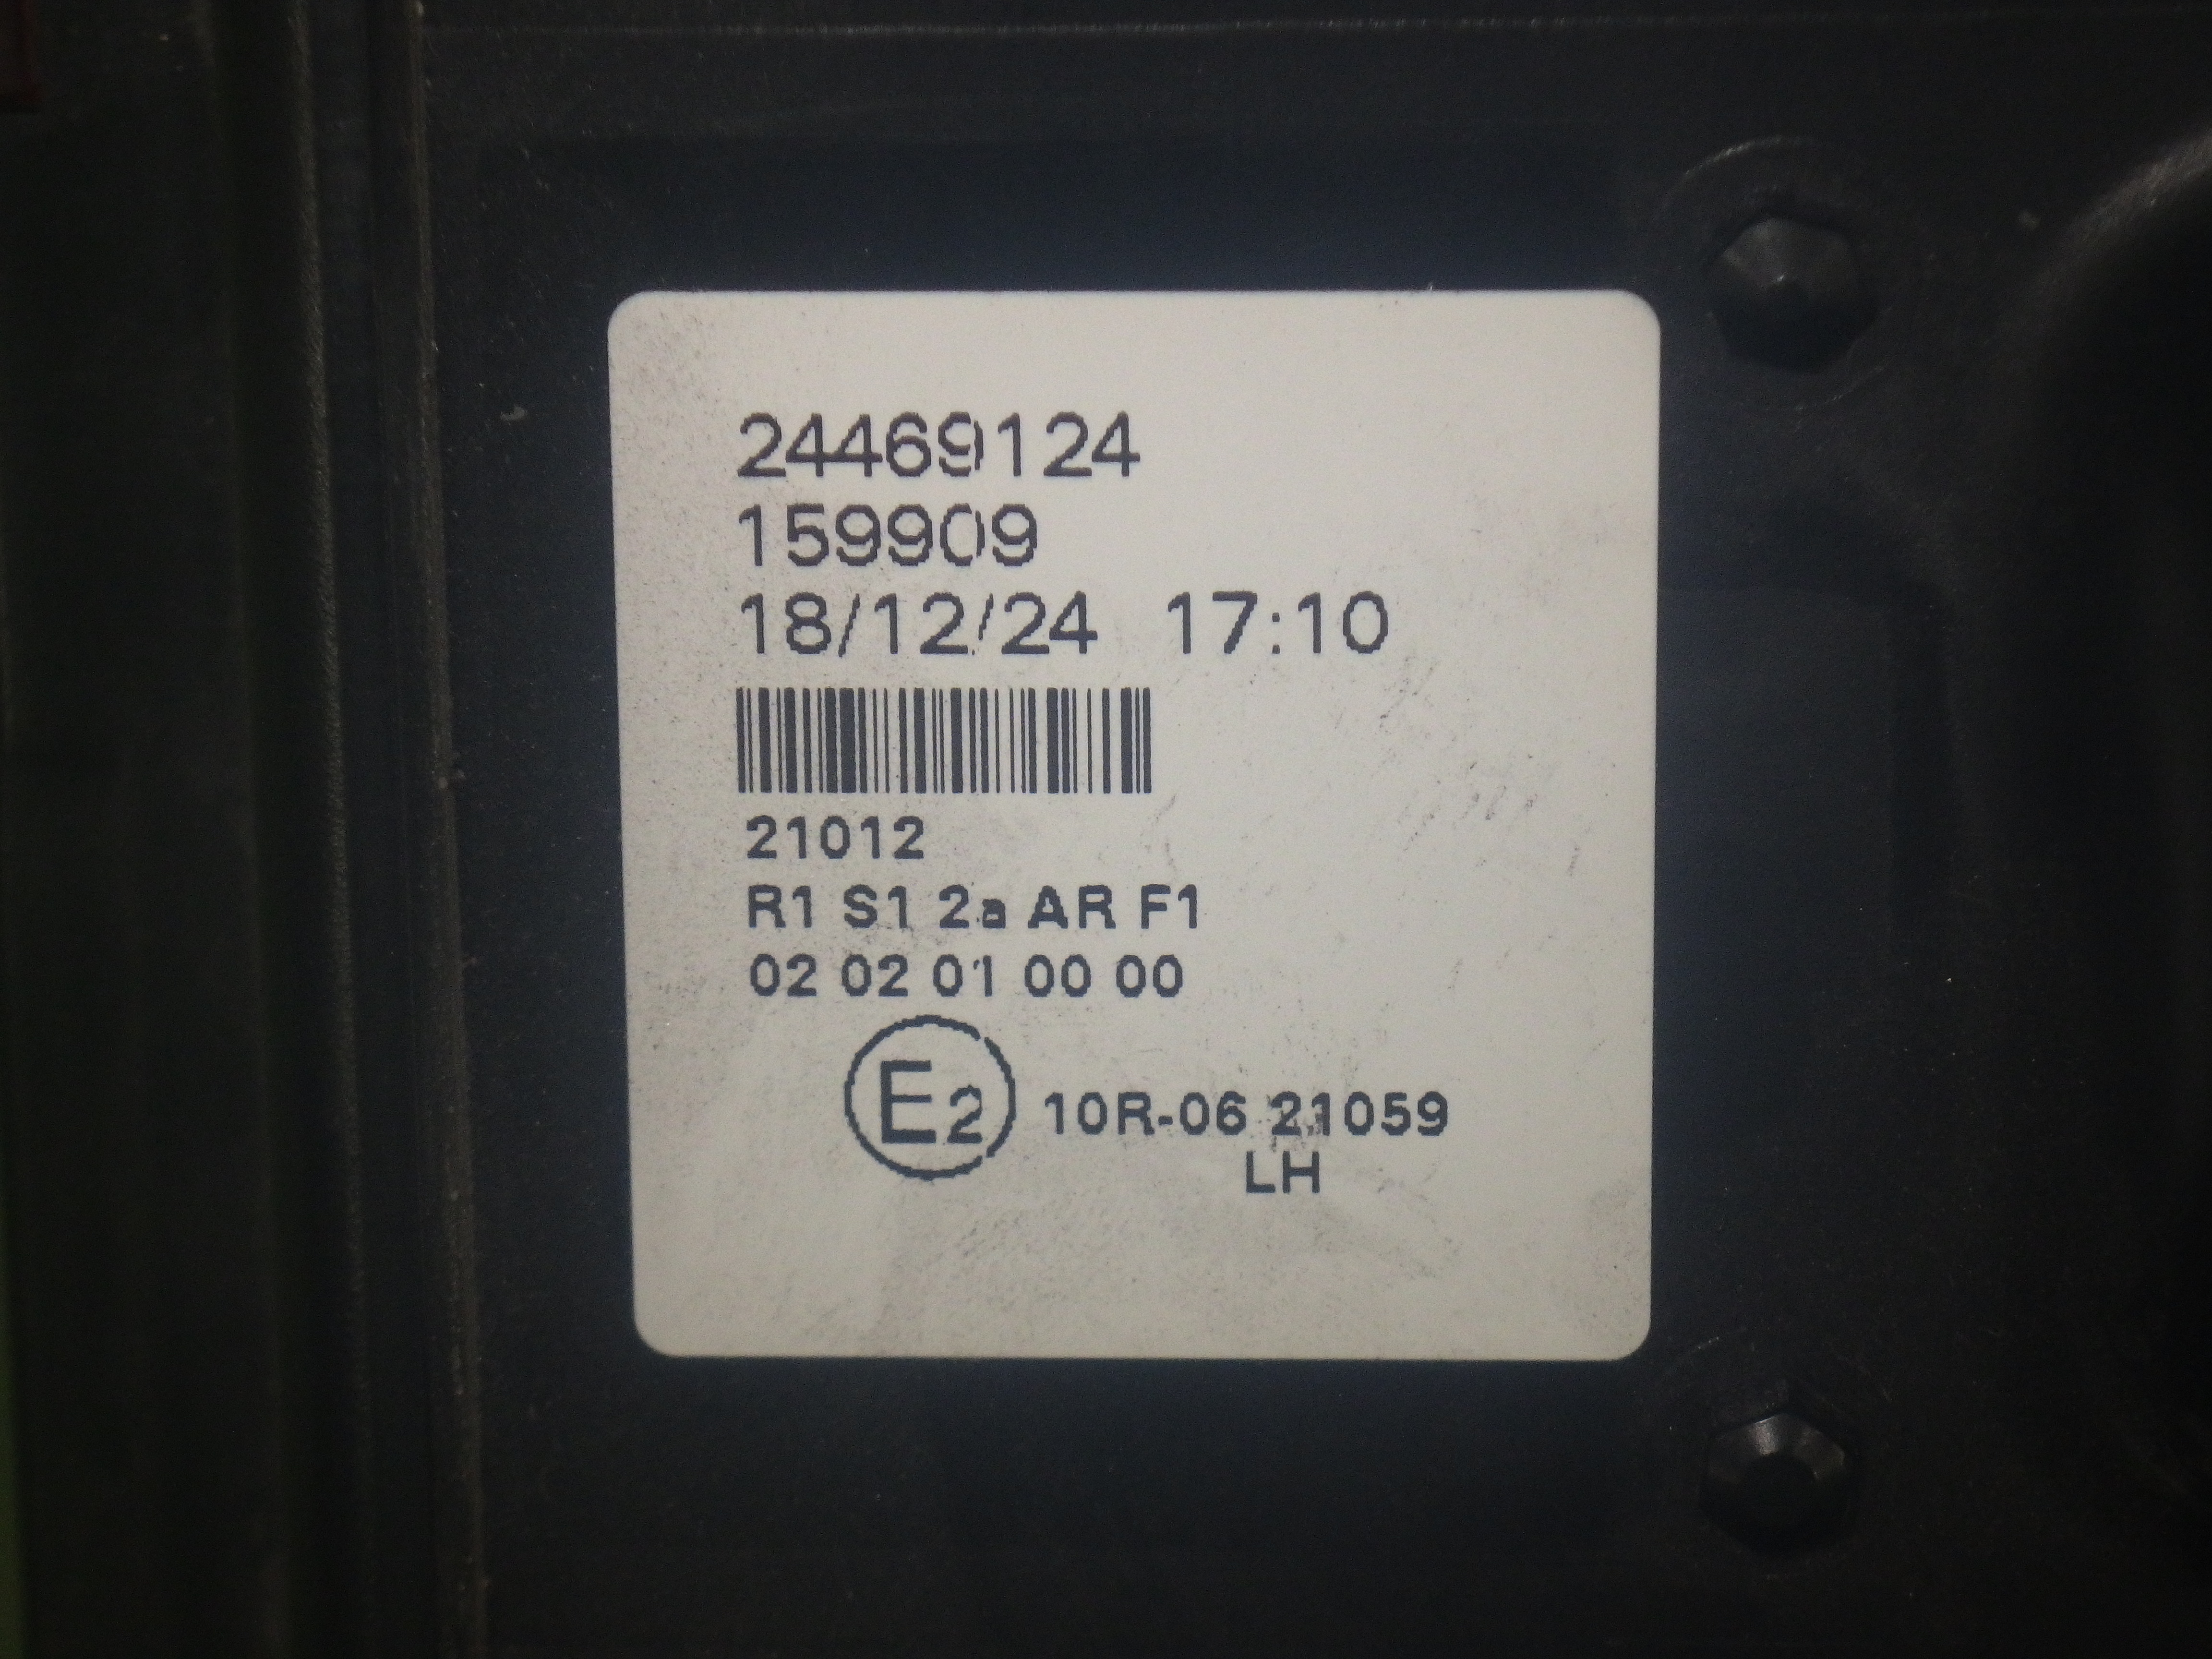 24469124
159909
18/12/24 17:10
21012
R1 S1 2a AR F1
02 02 01 00 00
E2 10R-06 21059
LH